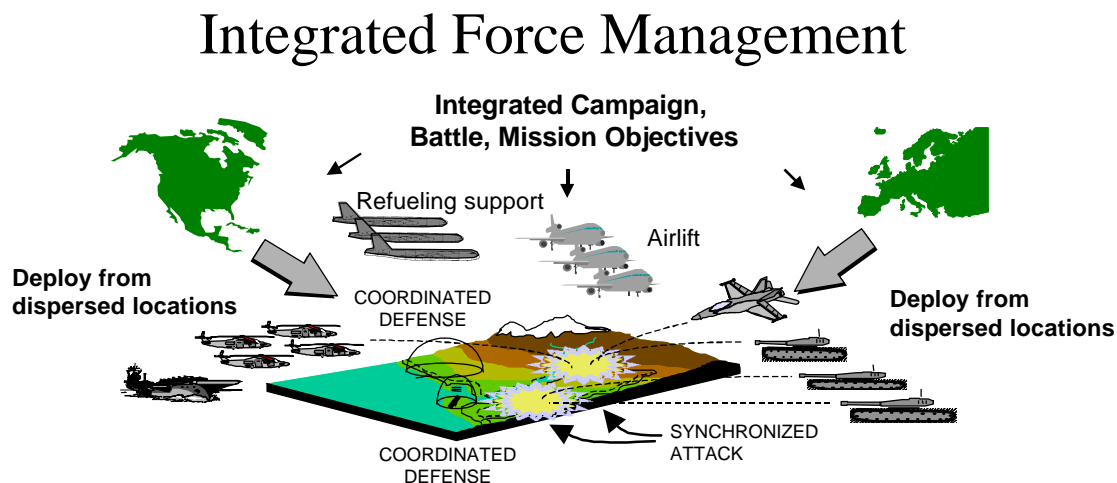 Integrated Force Management
Integrated Campaign,
Battle, Mission Objectives
Refueling support
Airlift
Deploy from
dispersed locations
COORDINATED
DEFENSE
Deploy from
dispersed locations
SYNCHRONIZED
ATTACK
COORDINATED
DEFENSE